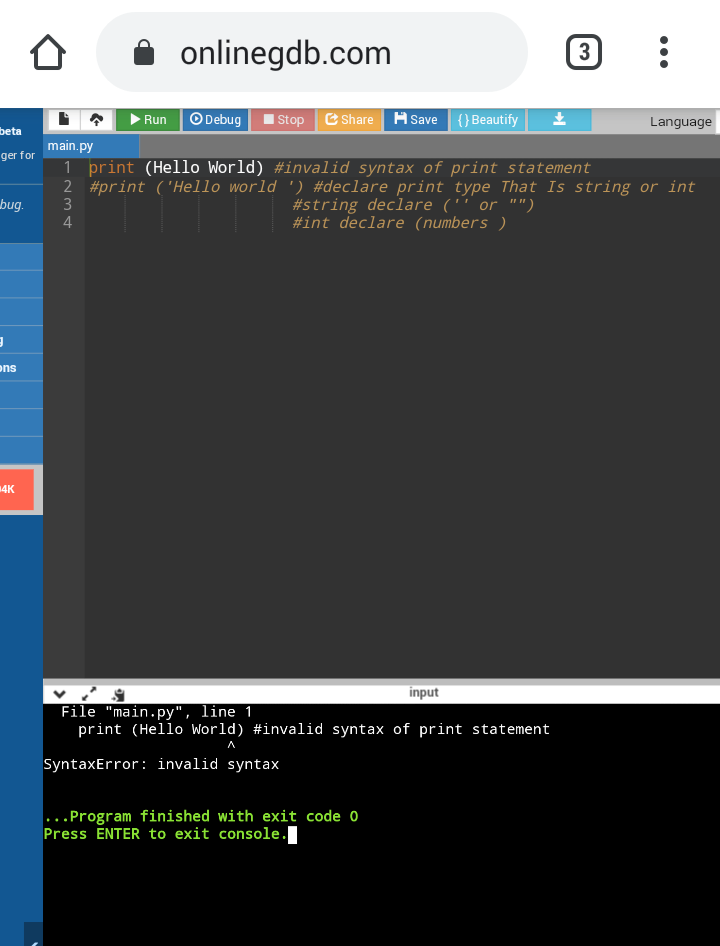 onlinegdb.com
3
beta
Run
Debug
Stop
Share
Save
{ } Beautify
Language
ger for
main.py
1 print (Hello World) #invalid syntax of print statement
2 #print ('Hello world ') #declare print type That Is string or int
3 #string declare ('' or "")
4 #int declare (numbers )
bug.
g
ons
04K
input
File "main.py", line 1
print (Hello World) #invalid syntax of print statement
^
SyntaxError: invalid syntax
...Program finished with exit code 0
Press ENTER to exit console.